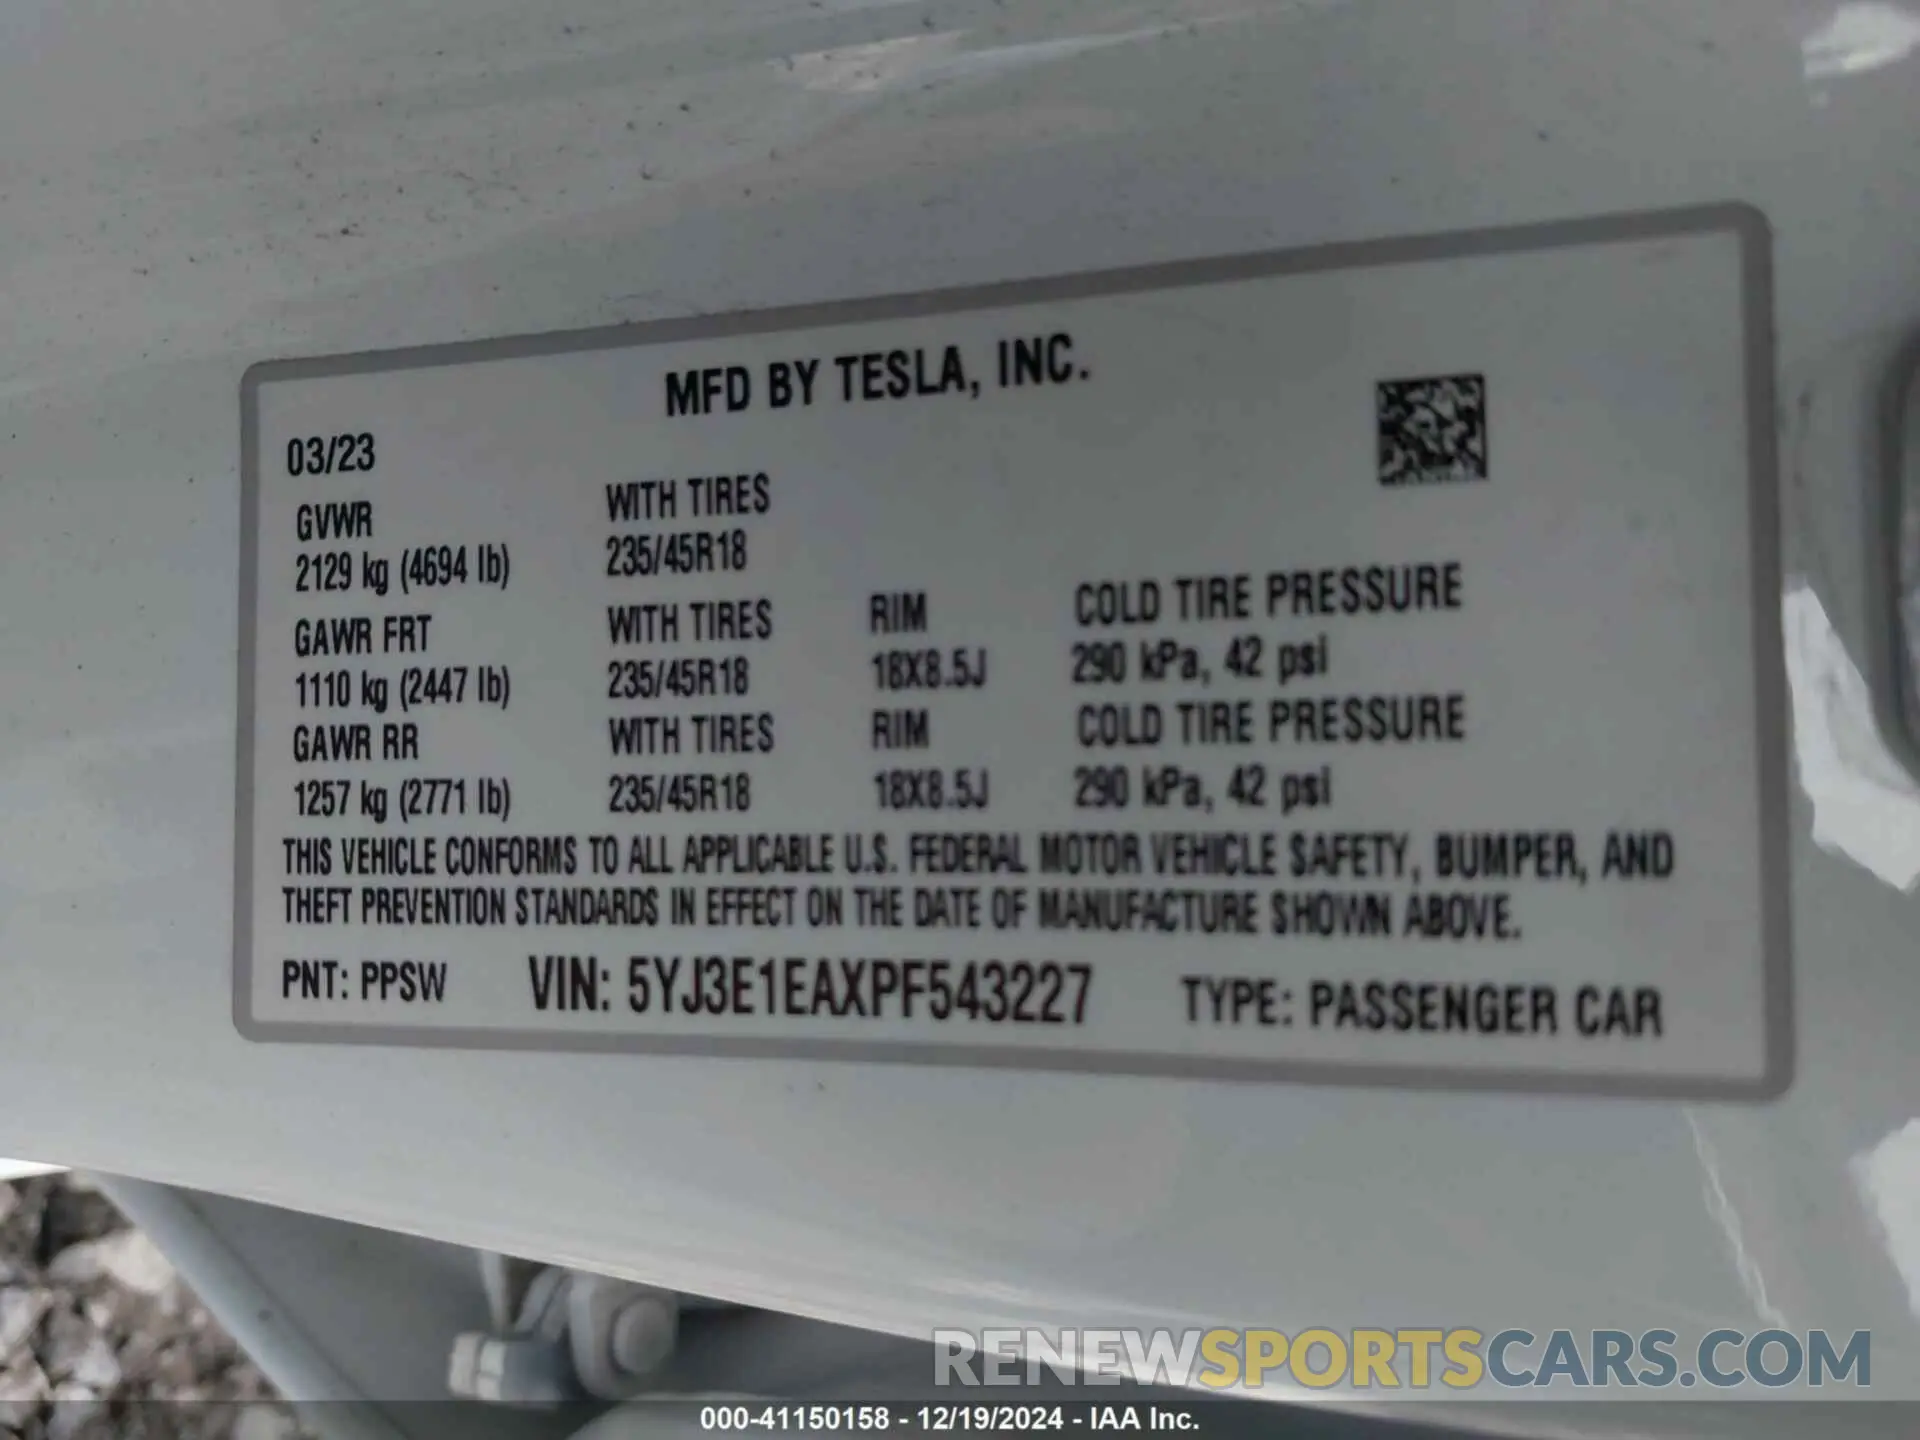 MFD BY TESLA, INC.
03/23
GVWR WITH TIRES
2129 kg (4694 lb) 235/45R18
GAWR FRT WITH TIRES RIM COLD TIRE PRESSURE
1110 kg (2447 lb) 235/45R18 18X8.5J 290 kPa, 42 psi
GAWR RR WITH TIRES RIM COLD TIRE PRESSURE
1257 kg (2771 lb) 235/45R18 18X8.5J 290 kPa, 42 psi
THIS VEHICLE CONFORMS TO ALL APPLICABLE U.S. FEDERAL MOTOR VEHICLE SAFETY, BUMPER, AND
THEFT PREVENTION STANDARDS IN EFFECT ON THE DATE OF MANUFACTURE SHOWN ABOVE.
PNT: PPSW VIN: 5YJ3E1EAXPF543227 TYPE: PASSENGER CAR
RENEWSPORTSCARS.COM
000-41150158 - 12/19/2024 - IAA Inc.